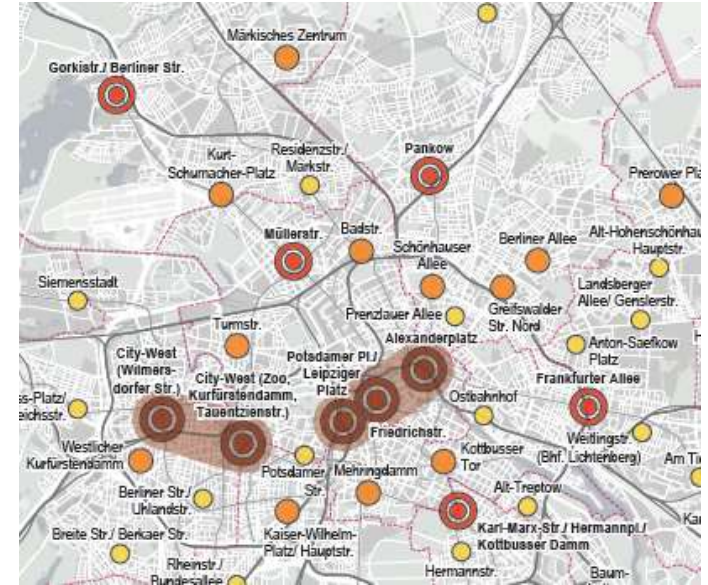 Märkisches Zentrum
Gorkistr./ Berliner Str.
Kurt-
Schumacher-Platz
Residenzstr./
Markstr.
Pankow
Prerower
Müllerstr.
Badstr.
Schönhauser
Allee
Berliner Allee
Alt-Hohenschönhau
Hauptstr.
Siemensstadt
Landsberger
Allee/ Genslerstr.
Prenzlauer Allee
Greifswalder
Str. Nord
Turmstr.
Alexanderplatz
Anton-Saefkow
Platz
City-West
(Wilmers-
dorfer Str.)
City-West (Zoo,
Kurfürstendamm,
Tauentzienstr.)
Potsdamer Pl./
Leipziger
Platz
Frankfurter Allee
ss-Platz/
eichsstr.
Ostbahnhof
Friedrichstr.
Weitlingstr.
(Bhf. Lichtenberg)
Westlicher
Kurfürstendamm
Potsdamer
Str.
Mehringdamm
Kottbusser
Tor
Am
Berliner Str./
Uhlandstr.
Alt-Treptow
Breite Str./ Berkaer Str.
Kaiser-Wilhelm-
Platz/ Hauptstr.
Karl-Marx-Str./ Hermannpl./
Kottbusser Damm
Rheinstr./
Bundesallee
Hermannstr.
Baum-